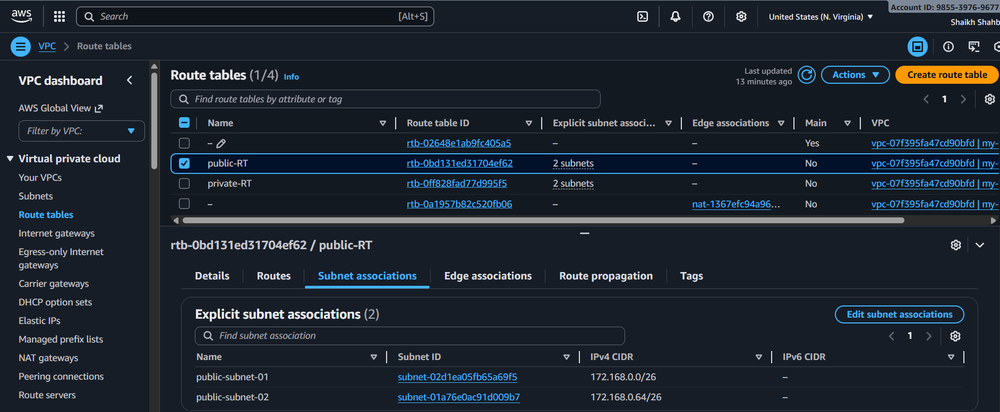 aws
Search [Alt+S]
United States (N. Virginia)
Account ID: 9855-3976-9677
Shaikh Shahb
VPC
Route tables
VPC dashboard
AWS Global View
Filter by VPC:
Virtual private cloud
Your VPCs
Subnets
Route tables
Internet gateways
Egress-only Internet
gateways
Carrier gateways
DHCP option sets
Elastic IPs
Managed prefix lists
NAT gateways
Peering connections
Route servers
Route tables (1/4) Info
Last updated
13 minutes ago
Actions
Create route table
Find route tables by attribute or tag
1
Name Route table ID Explicit subnet associ... Edge associations Main VPC
– rtb-02648e1ab9fc405a5 – – Yes vpc-07f395fa47cd90bfd | my-
public-RT rtb-0bd131ed31704ef62 2 subnets – No vpc-07f395fa47cd90bfd | my-
private-RT rtb-0ff828fad77d995f5 2 subnets – No vpc-07f395fa47cd90bfd | my-
– rtb-0a1957b82c520fb06 – nat-1367efc94a96... No vpc-07f395fa47cd90bfd | my-
rtb-0bd131ed31704ef62 / public-RT
Details Routes Subnet associations Edge associations Route propagation Tags
Explicit subnet associations (2)
Edit subnet associations
Find subnet association
1
Name Subnet ID IPv4 CIDR IPv6 CIDR
public-subnet-01 subnet-02d1ea05fb65a69f5 172.168.0.0/26 –
public-subnet-02 subnet-01a76e0ac91d009b7 172.168.0.64/26 –